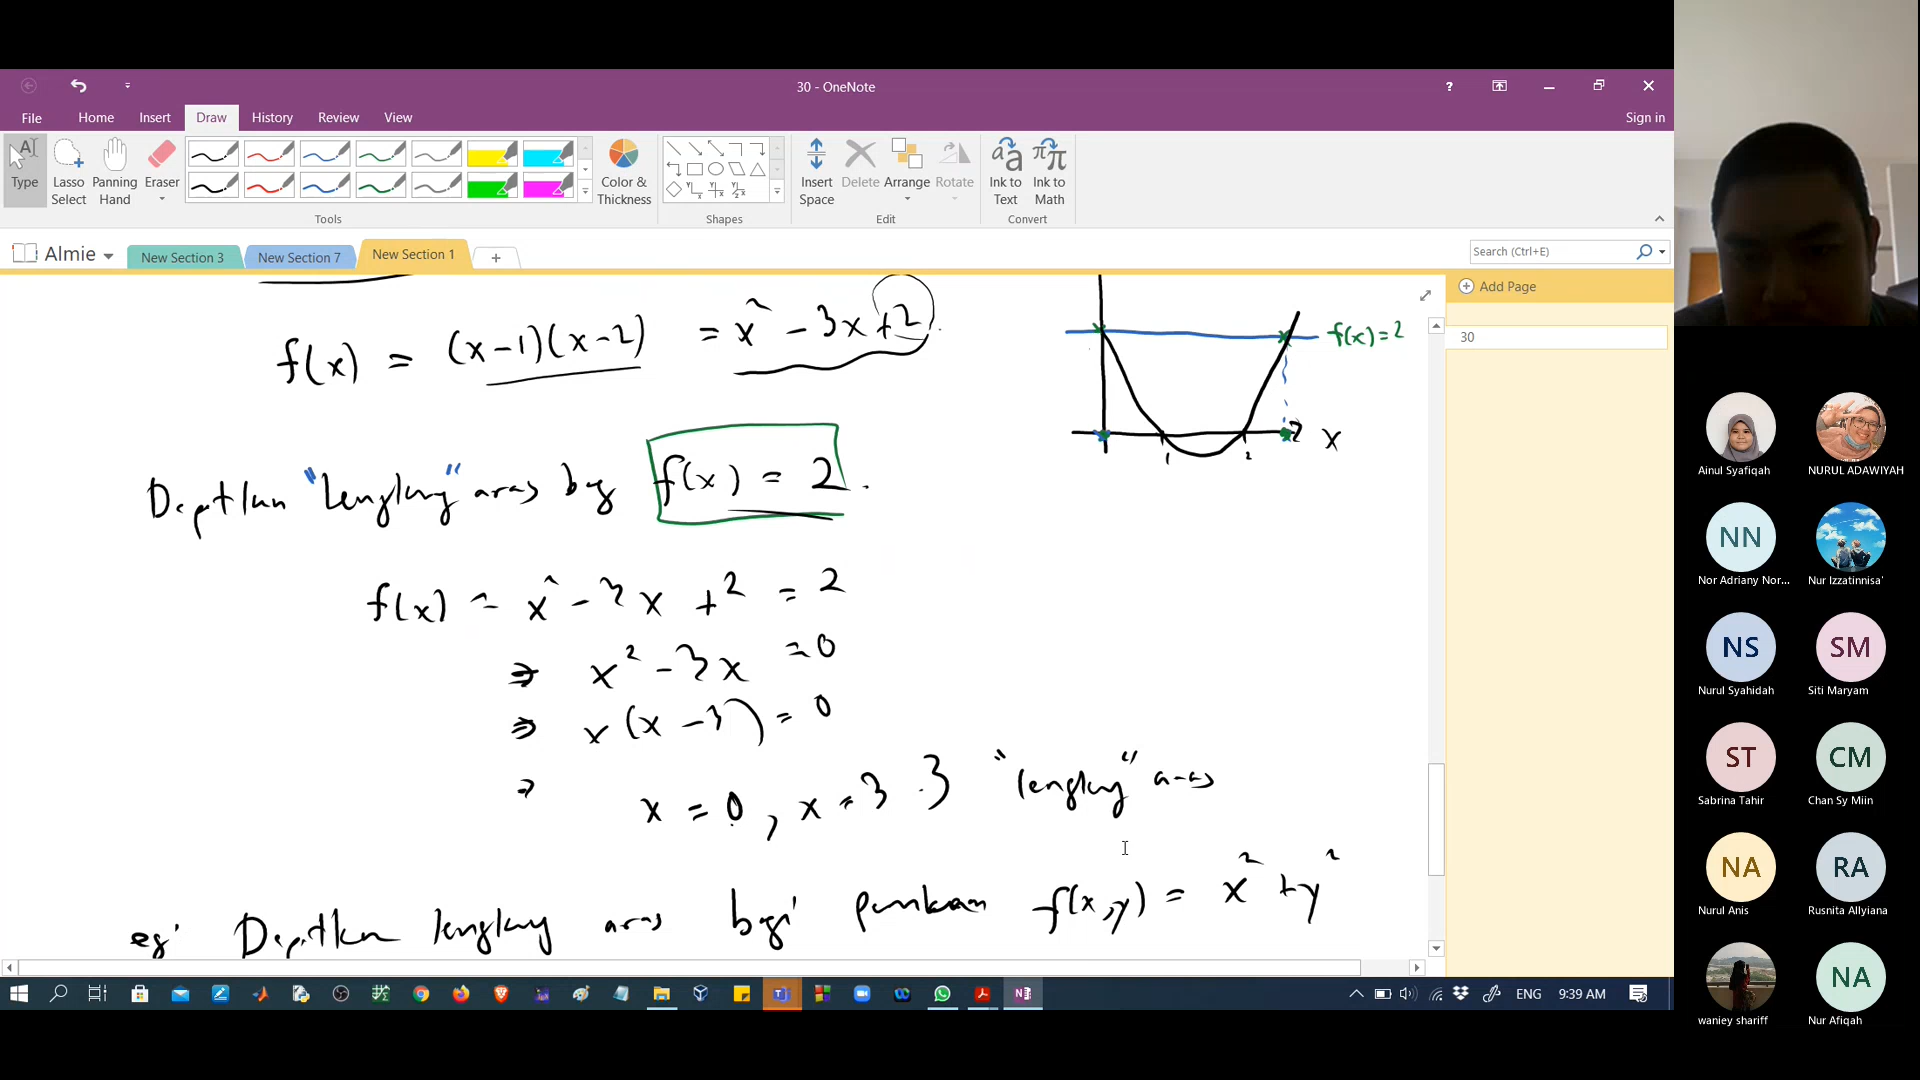 30 - OneNote
?
File Home Insert Draw History Review View
Sign in
Type
Lasso Select
Panning Hand
Eraser
Color & Thickness
Insert Space
Delete
Arrange
Rotate
Ink to Text
Ink to Math
Tools
Shapes
Edit
Convert
Almie
New Section 3
New Section 7
New Section 1
+
Search (Ctrl+E)
Add Page
30
f(x) = (x-1)(x-2) = x² - 3x + 2.
f(x) = 2
x
1
2
Dapatkan "lengkung" aras bagi f(x) = 2.
f(x) = x² - 3x + 2 = 2
⇒ x² - 3x = 0
⇒ x(x - 3) = 0
⇒ x = 0, x = 3. } "lengkung" aras
eg: Dapatkan lengkung aras bagi f(x,y) = x² + y²
ENG
9:39 AM
Ainul Syafiqah
NURUL ADAWIYAH
NN
Nor Adriany Nor...
Nur Izzatinnisa'
NS
Nurul Syahidah
SM
Siti Maryam
ST
Sabrina Tahir
CM
Chan Sy Miin
NA
Nurul Anis
RA
Rusnita Allyiana
waniey shariff
NA
Nur Afiqah